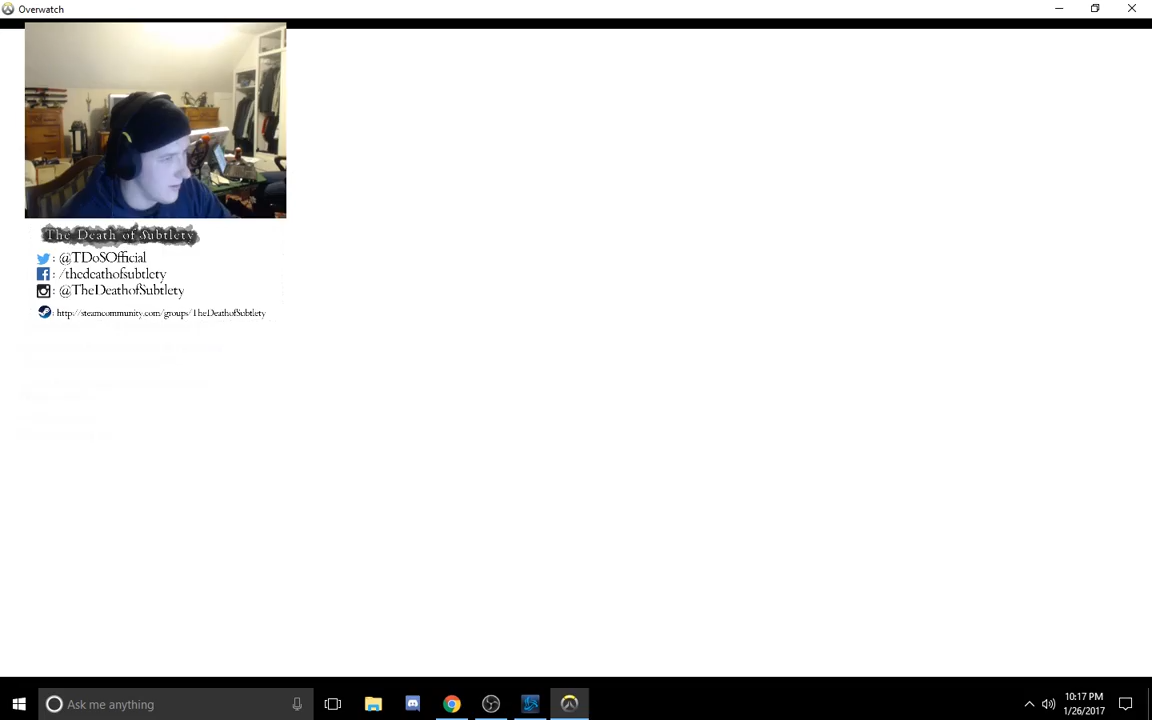 Overwatch
The Death of Subtlety
: @TDoSOfficial
: /thedeathofsubtlety
: @TheDeathofSubtlety
: http://steamcommunity.com/groups/TheDeathofSubtlety
Ask me anything
10:17 PM
1/26/2017